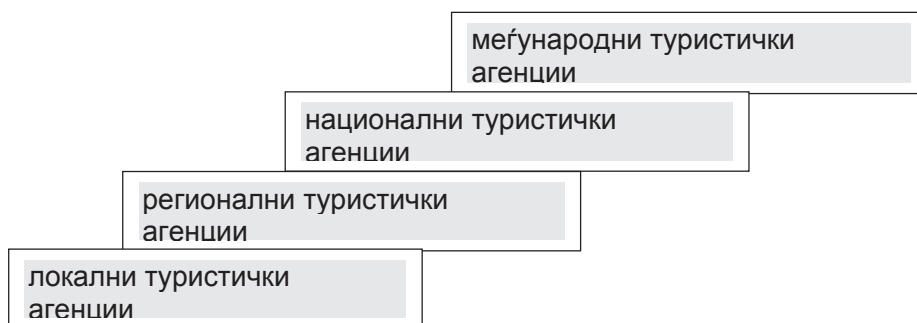 меѓународни туристички
агенции
национални туристички
агенции
регионални туристички
агенции
локални туристички
агенции